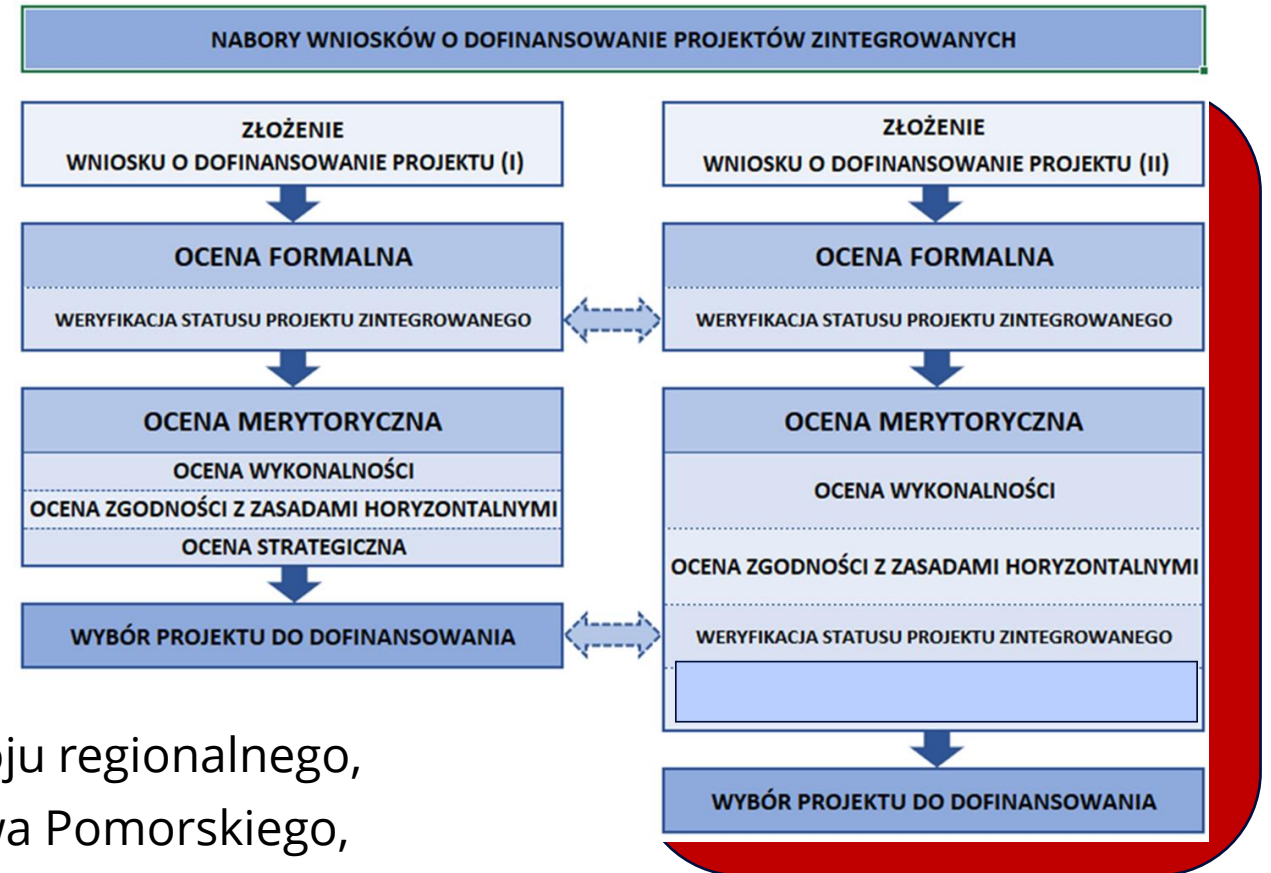 NABORY WNIOSKÓW O DOFINANSOWANIE PROJEKTÓW ZINTEGROWANYCH
ZŁOŻENIE
WNIOSKU O DOFINANSOWANIE PROJEKTU (I)
OCENA FORMALNA
WERYFIKACJA STATUSU PROJEKTU ZINTEGROWANEGO
OCENA MERYTORYCZNA
OCENA WYKONALNOŚCI
OCENA ZGODNOŚCI Z ZASADAMI HORYZONTALNYMI
OCENA STRATEGICZNA
WYBÓR PROJEKTU DO DOFINANSOWANIA
ZŁOŻENIE
WNIOSKU O DOFINANSOWANIE PROJEKTU (II)
OCENA FORMALNA
WERYFIKACJA STATUSU PROJEKTU ZINTEGROWANEGO
OCENA MERYTORYCZNA
OCENA WYKONALNOŚCI
OCENA ZGODNOŚCI Z ZASADAMI HORYZONTALNYMI
WERYFIKACJA STATUSU PROJEKTU ZINTEGROWANEGO
WYBÓR PROJEKTU DO DOFINANSOWANIA
regionalnego,
Pomorskiego,